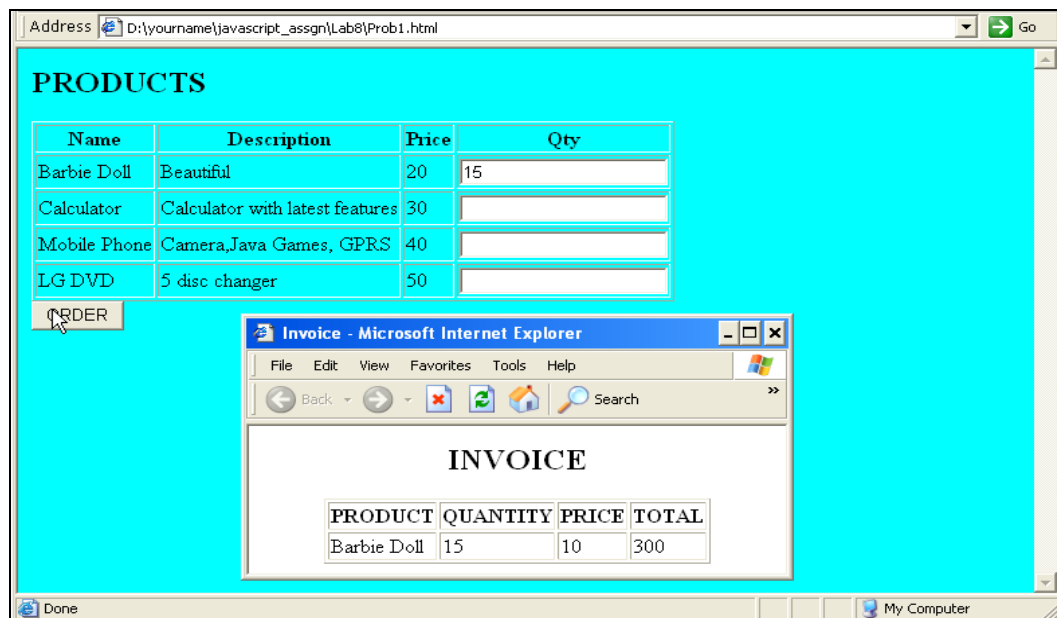 Address D:\yourname\javascript_assgn\Lab8\Prob1.html Go
PRODUCTS
Name Description Price Qty
Barbie Doll Beautiful 20 15
Calculator Calculator with latest features 30
Mobile Phone Camera,Java Games, GPRS 40
LG DVD 5 disc changer 50
ORDER
Invoice - Microsoft Internet Explorer
File Edit View Favorites Tools Help
Back Search »
INVOICE
PRODUCT QUANTITY PRICE TOTAL
Barbie Doll 15 10 300
Done My Computer